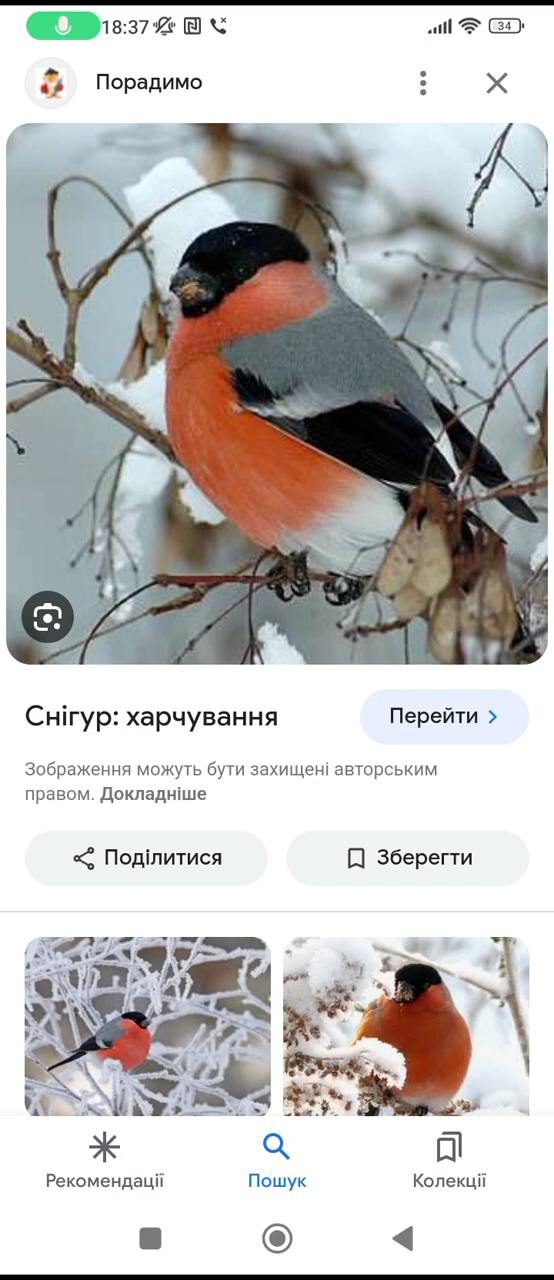 18:37
34
Порадимо
Снігур: харчування
Перейти
Зображення можуть бути захищені авторським
правом. Докладніше
Поділитися
Зберегти
Рекомендації
Пошук
Колекції